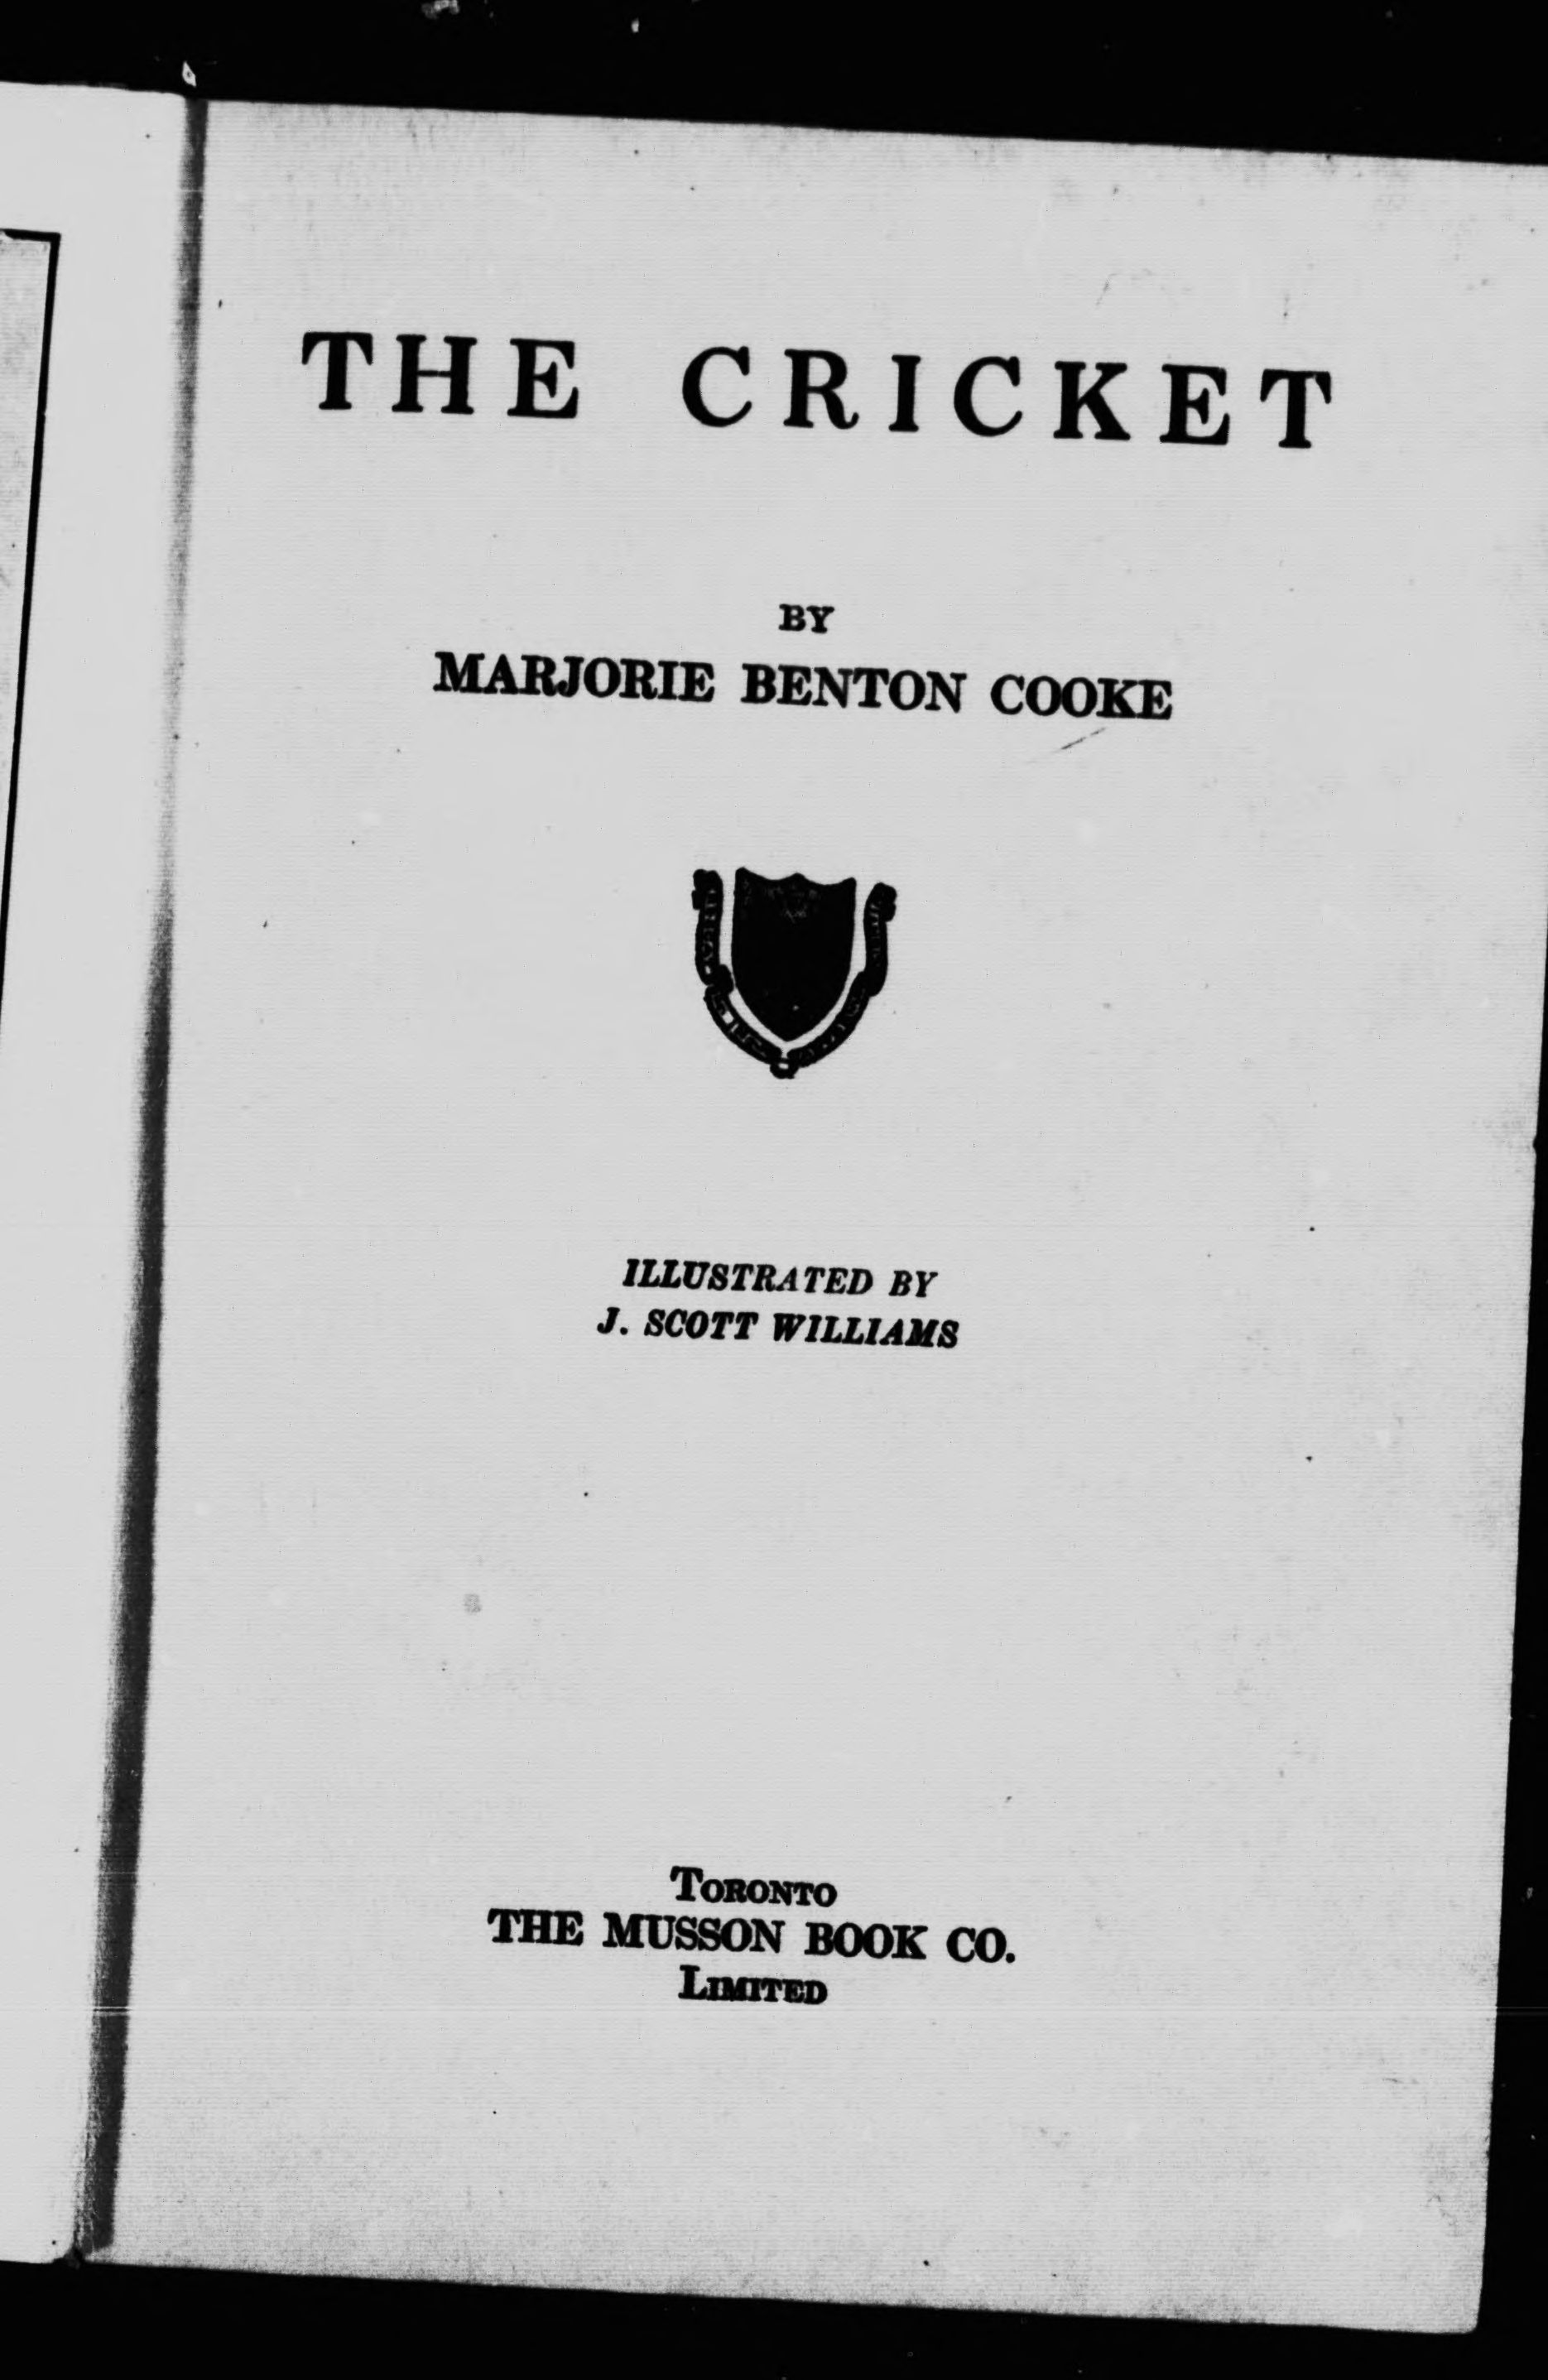 THE CRICKET
BY
MARJORIE BENTON COOKE
ILLUSTRATED BY
J. SCOTT WILLIAMS
TORONTO
THE MUSSON BOOK CO.
LIMITED